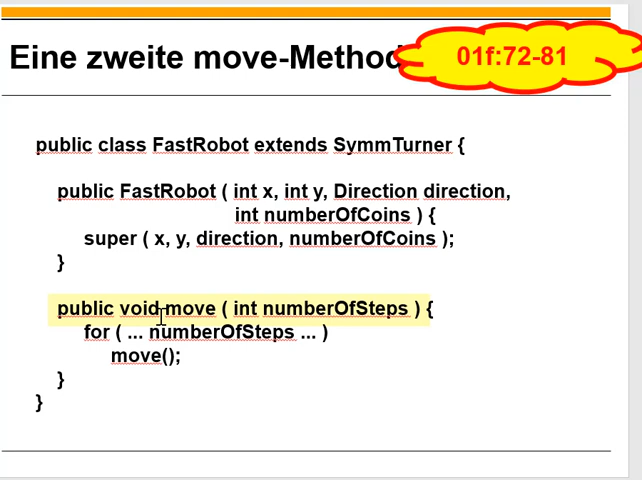 Eine zweite move-Method
01f:72-81
public class FastRobot extends SymmTurner {
public FastRobot ( int x, int y, Direction direction,
int numberOfCoins ) {
super ( x, y, direction, numberOfCoins );
}
public void move ( int numberOfSteps ) {
for ( ... numberOfSteps ... )
move();
}
}